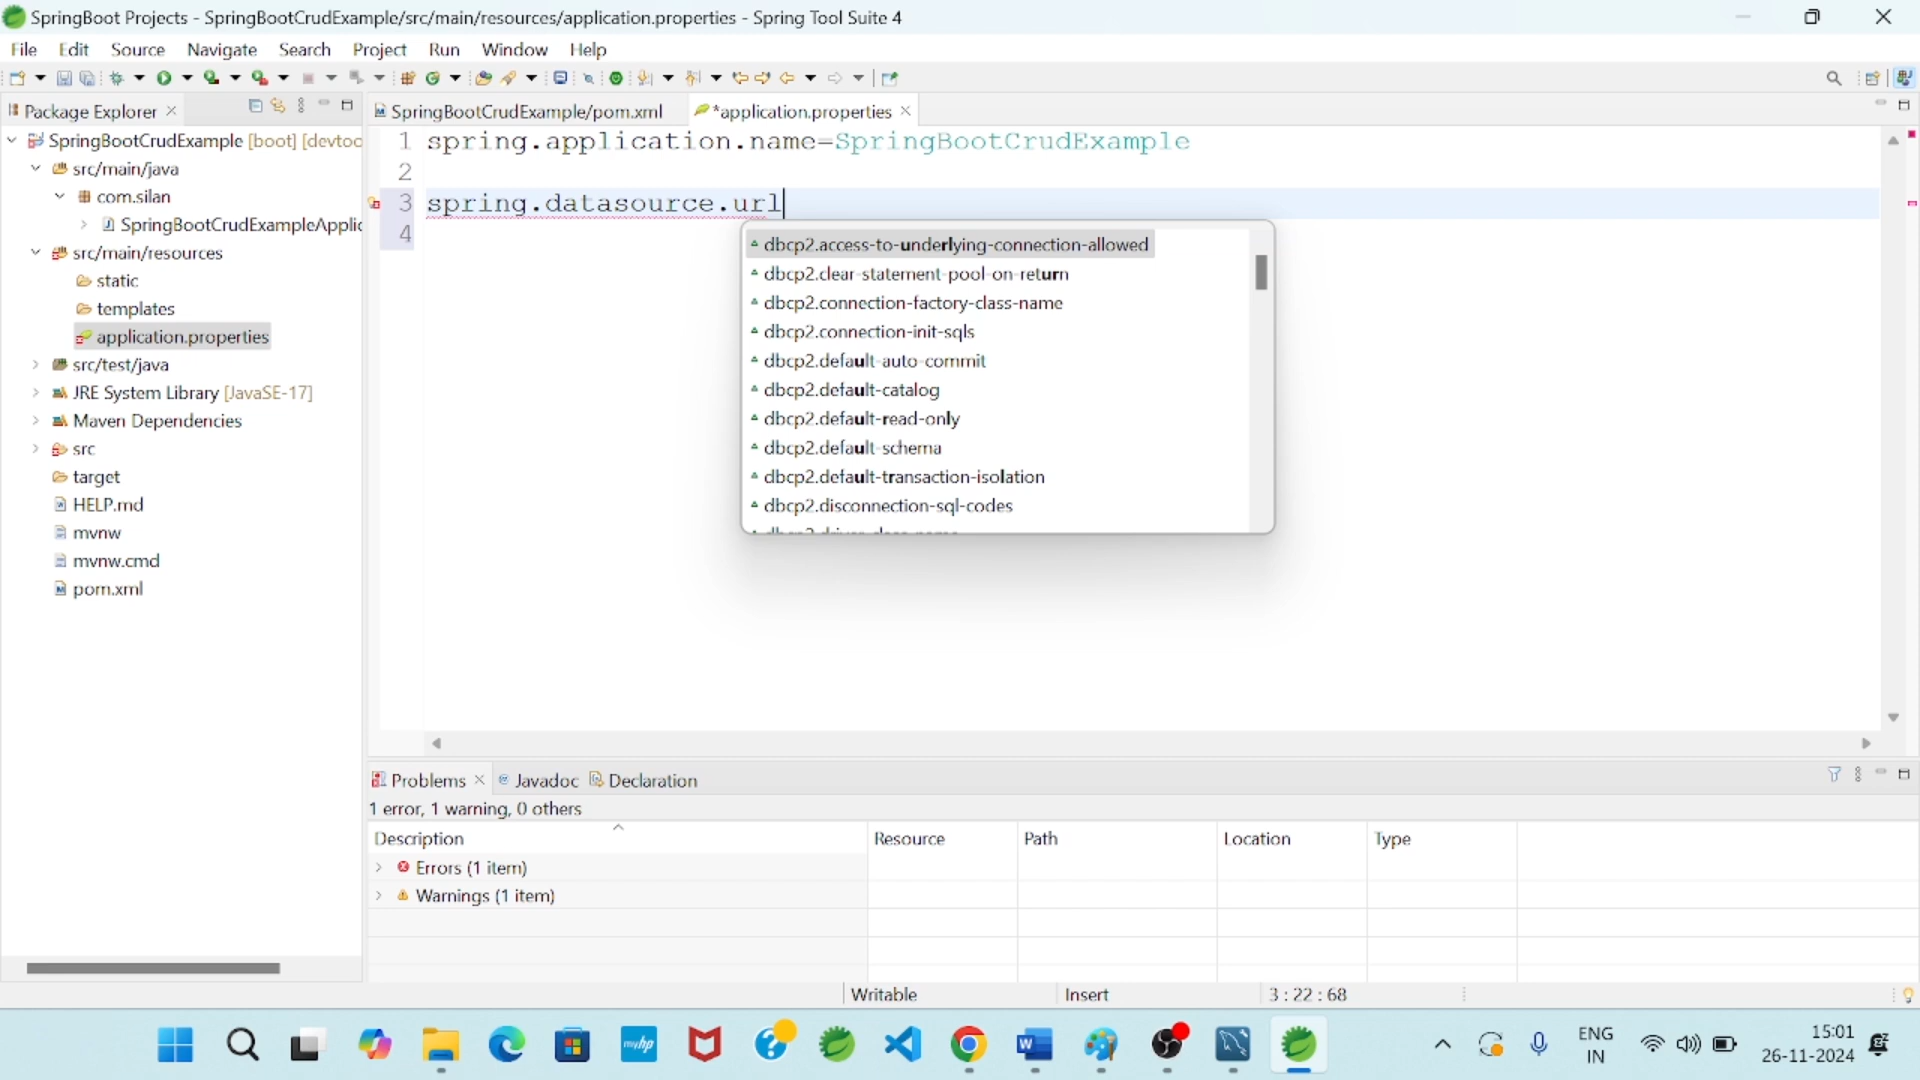 SpringBoot Projects - SpringBootCrudExample/src/main/resources/application.properties - Spring Tool Suite 4
File Edit Source Navigate Search Project Run Window Help
Package Explorer
SpringBootCrudExample/pom.xml
*application.properties
SpringBootCrudExample [boot] [devtoo
src/main/java
com.silan
SpringBootCrudExampleApplic
src/main/resources
static
templates
application.properties
src/test/java
JRE System Library [JavaSE-17]
Maven Dependencies
src
target
HELP.md
mvnw
mvnw.cmd
pom.xml
1 spring.application.name=SpringBootCrudExample
2
3 spring.datasource.url
4
dbcp2.access-to-underlying-connection-allowed
dbcp2.clear-statement-pool-on-return
dbcp2.connection-factory-class-name
dbcp2.connection-init-sqls
dbcp2.default-auto-commit
dbcp2.default-catalog
dbcp2.default-read-only
dbcp2.default-schema
dbcp2.default-transaction-isolation
dbcp2.disconnection-sql-codes
Problems Javadoc Declaration
1 error, 1 warning, 0 others
Description Resource Path Location Type
Errors (1 item)
Warnings (1 item)
Writable Insert 3 : 22 : 68
myhp
ENG
IN
15:01
26-11-2024